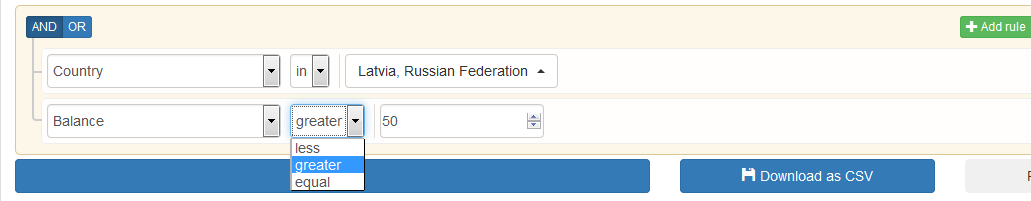 AND OR
Add rule
Country in Latvia, Russian Federation
Balance greater 50
less
greater
equal
Download as CSV